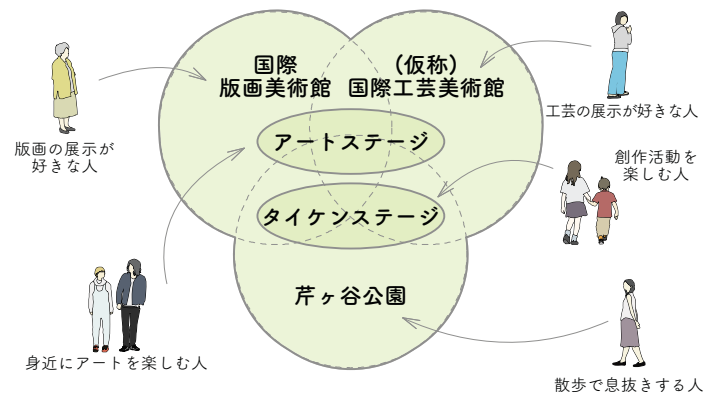 国際
版画美術館
(仮称)
国際工芸美術館
アートステージ
タイケンステージ
芹ヶ谷公園
版画の展示が
好きな人
工芸の展示が好きな人
創作活動を
楽しむ人
身近にアートを楽しむ人
散歩で息抜きする人